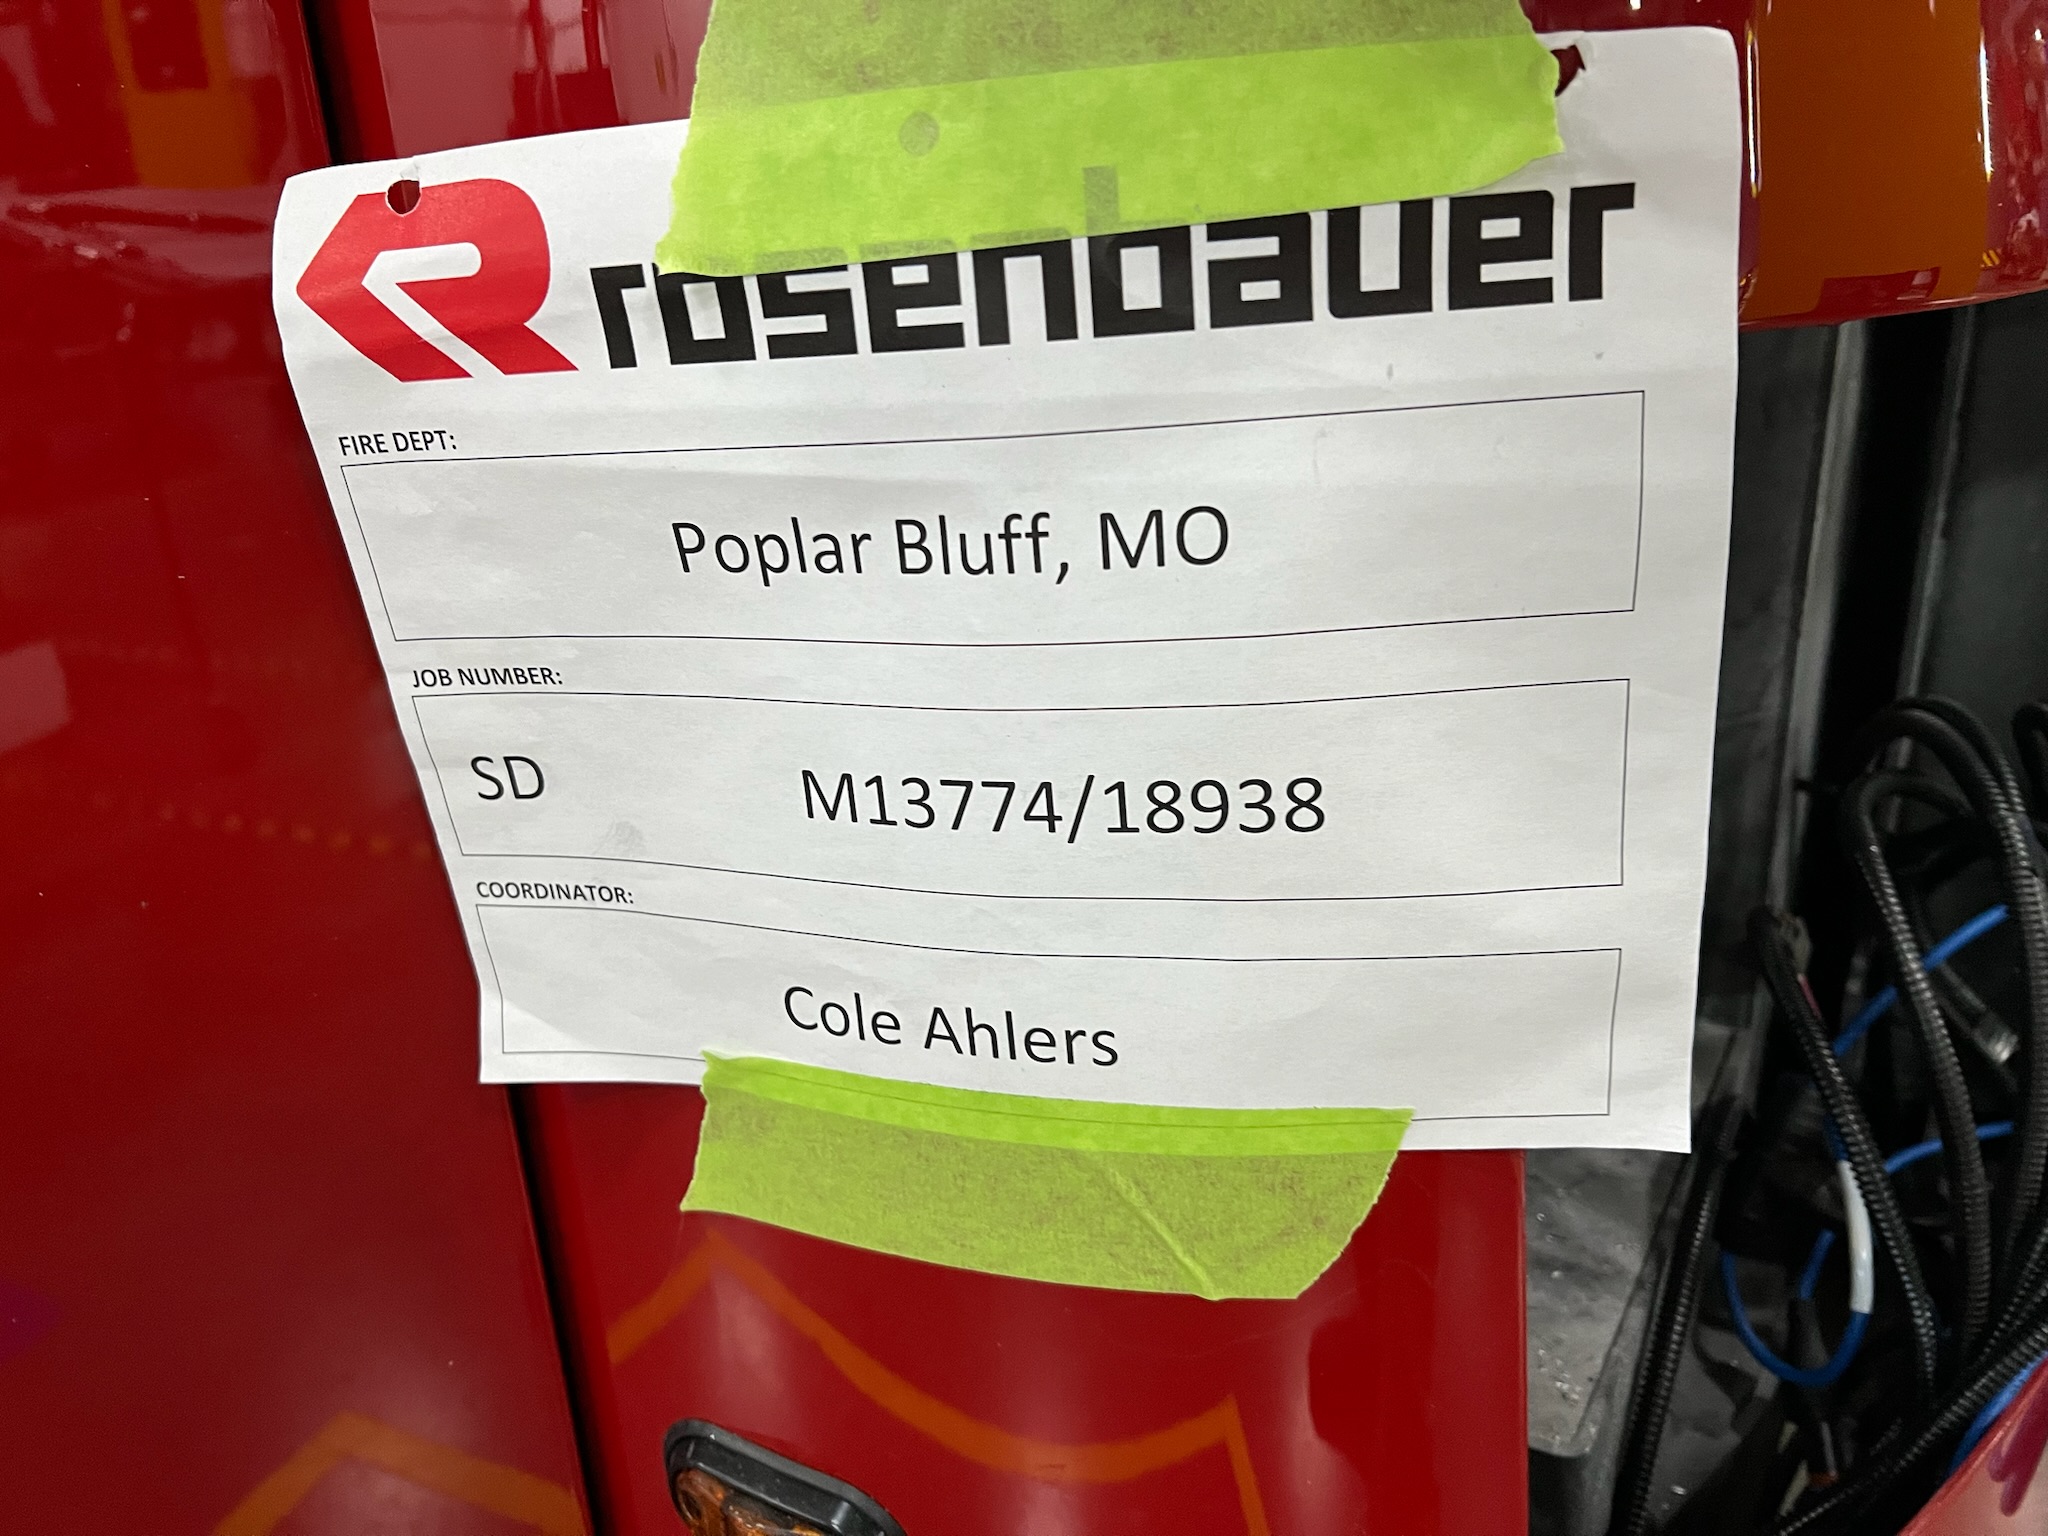 rosenbauer
FIRE DEPT:
Poplar Bluff, MO
JOB NUMBER:
SD M13774/18938
COORDINATOR:
Cole Ahlers